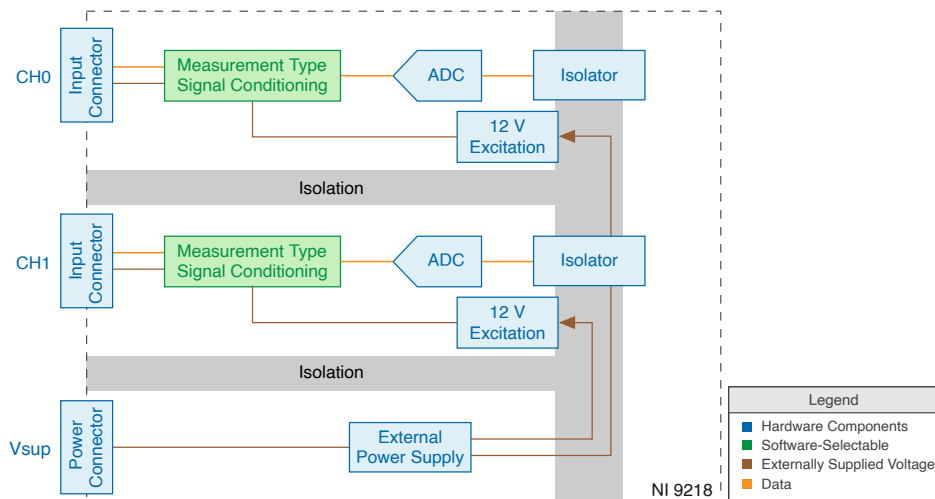 CH0
Input
Connector
Measurement Type
Signal Conditioning
ADC
Isolator
12 V
Excitation
Isolation
CH1
Input
Connector
Measurement Type
Signal Conditioning
ADC
Isolator
12 V
Excitation
Isolation
Vsup
Power
Connector
External
Power Supply
NI 9218
Legend
Hardware Components
Software-Selectable
Externally Supplied Voltage
Data